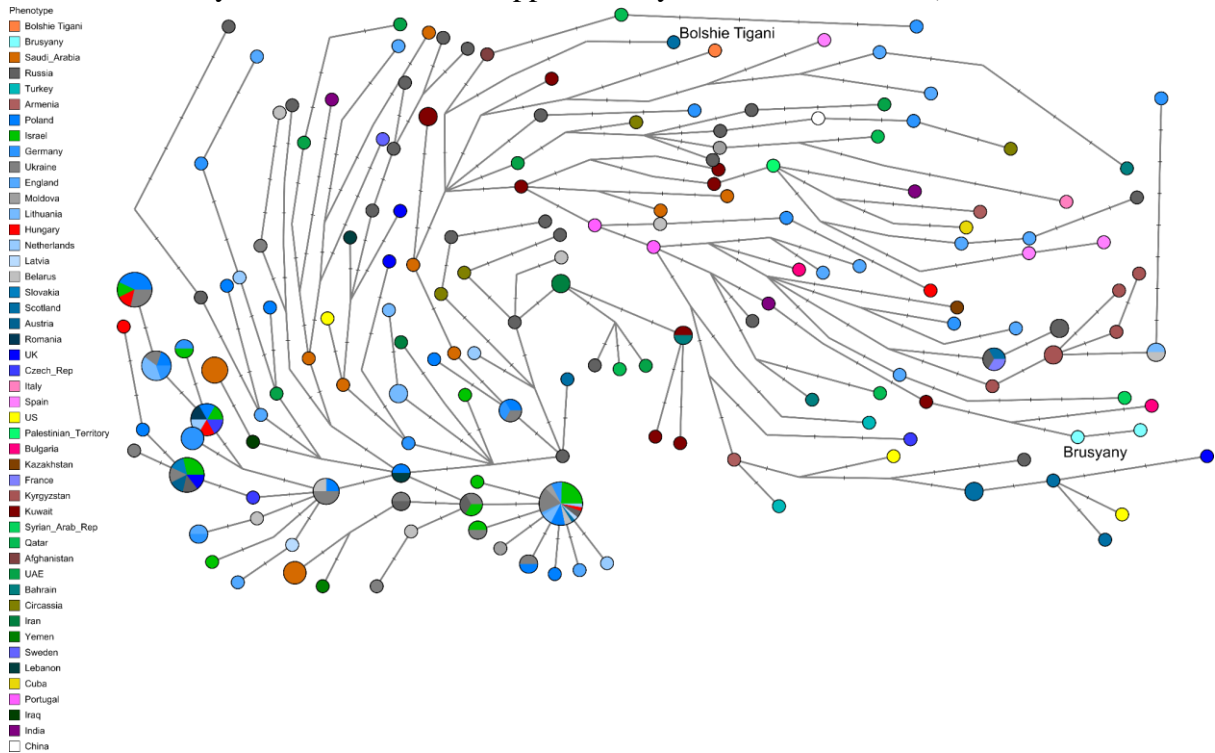 Phenotype
Bolshie Tigani
Brusyany
Saudi_Arabia
Russia
Turkey
Armenia
Poland
Israel
Germany
Ukraine
England
Moldova
Lithuania
Hungary
Netherlands
Latvia
Belarus
Slovakia
Scotland
Austria
Romania
UK
Czech_Rep
Italy
Spain
US
Palestinian_Territory
Bulgaria
Kazakhstan
France
Kyrgyzstan
Kuwait
Syrian_Arab_Rep
Qatar
Afghanistan
UAE
Bahrain
Circassia
Iran
Yemen
Sweden
Lebanon
Cuba
Portugal
Iraq
India
China
Bolshie Tigani
Brusyany